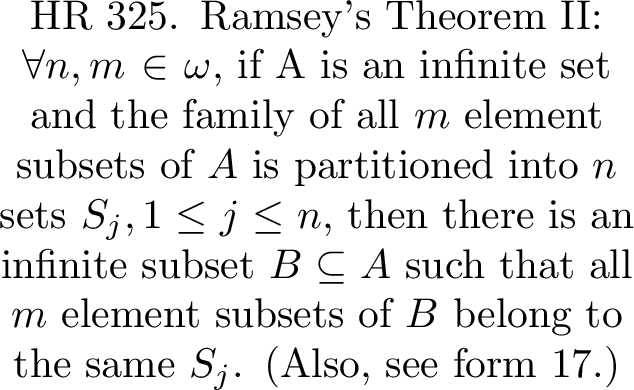 HR 325. Ramsey's Theorem II:
∀n, m ∈ ω, if A is an infinite set
and the family of all m element
subsets of A is partitioned into n
sets S_j, 1 ≤ j ≤ n, then there is an
infinite subset B ⊆ A such that all
m element subsets of B belong to
the same S_j. (Also, see form 17.)